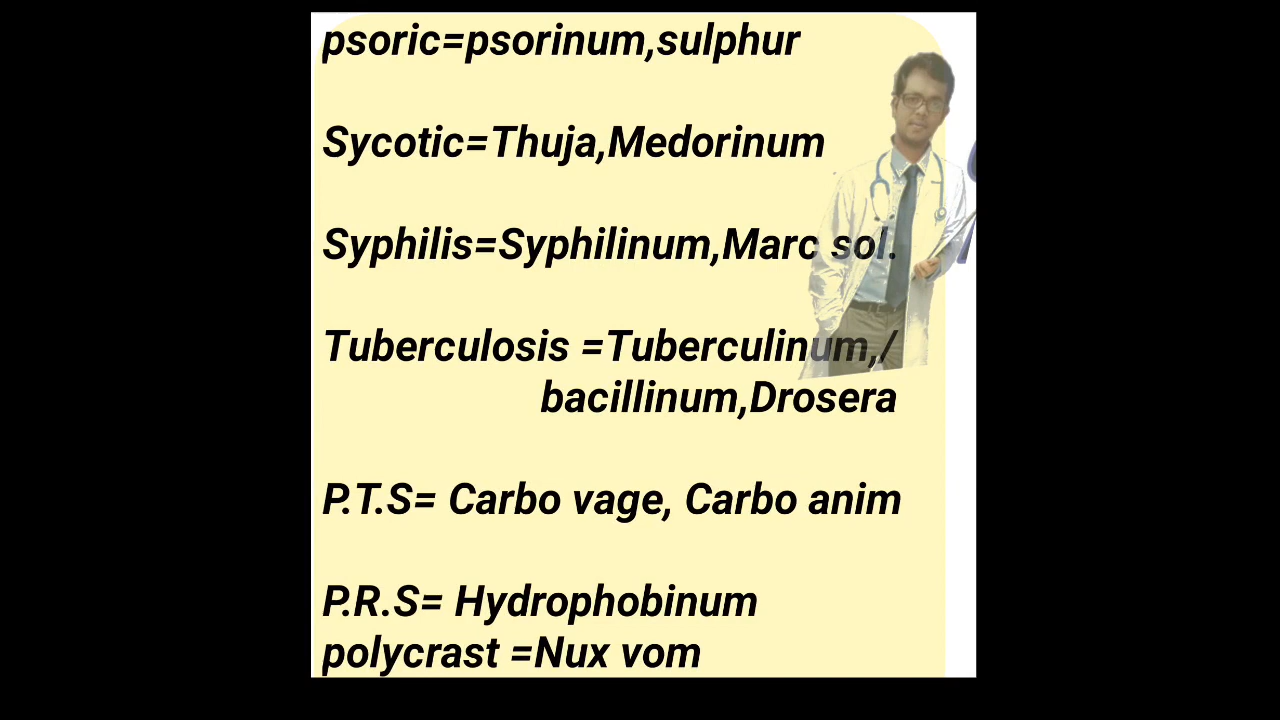 psoric=psorinum,sulphur
Sycotic=Thuja,Medorinum
Syphilis=Syphilinum,Marc sol.
Tuberculosis =Tuberculinum,/
bacillinum,Drosera
P.T.S= Carbo vage, Carbo anim
P.R.S= Hydrophobinum
polycrast =Nux vom